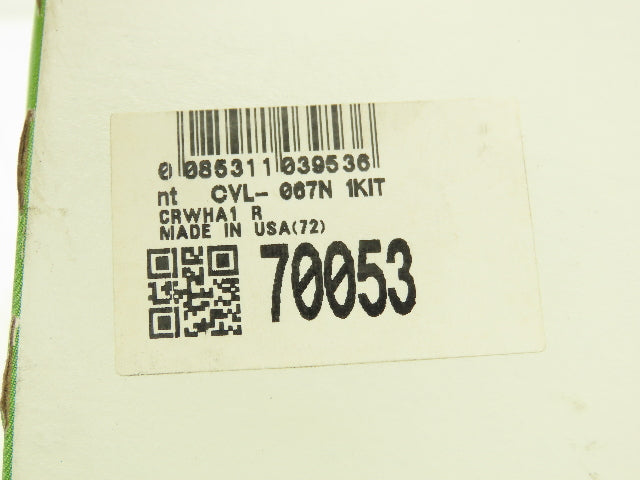 0 085311 039536
nt CVL- 067N 1KIT
CRWHA1 R
MADE IN USA(72)
70053